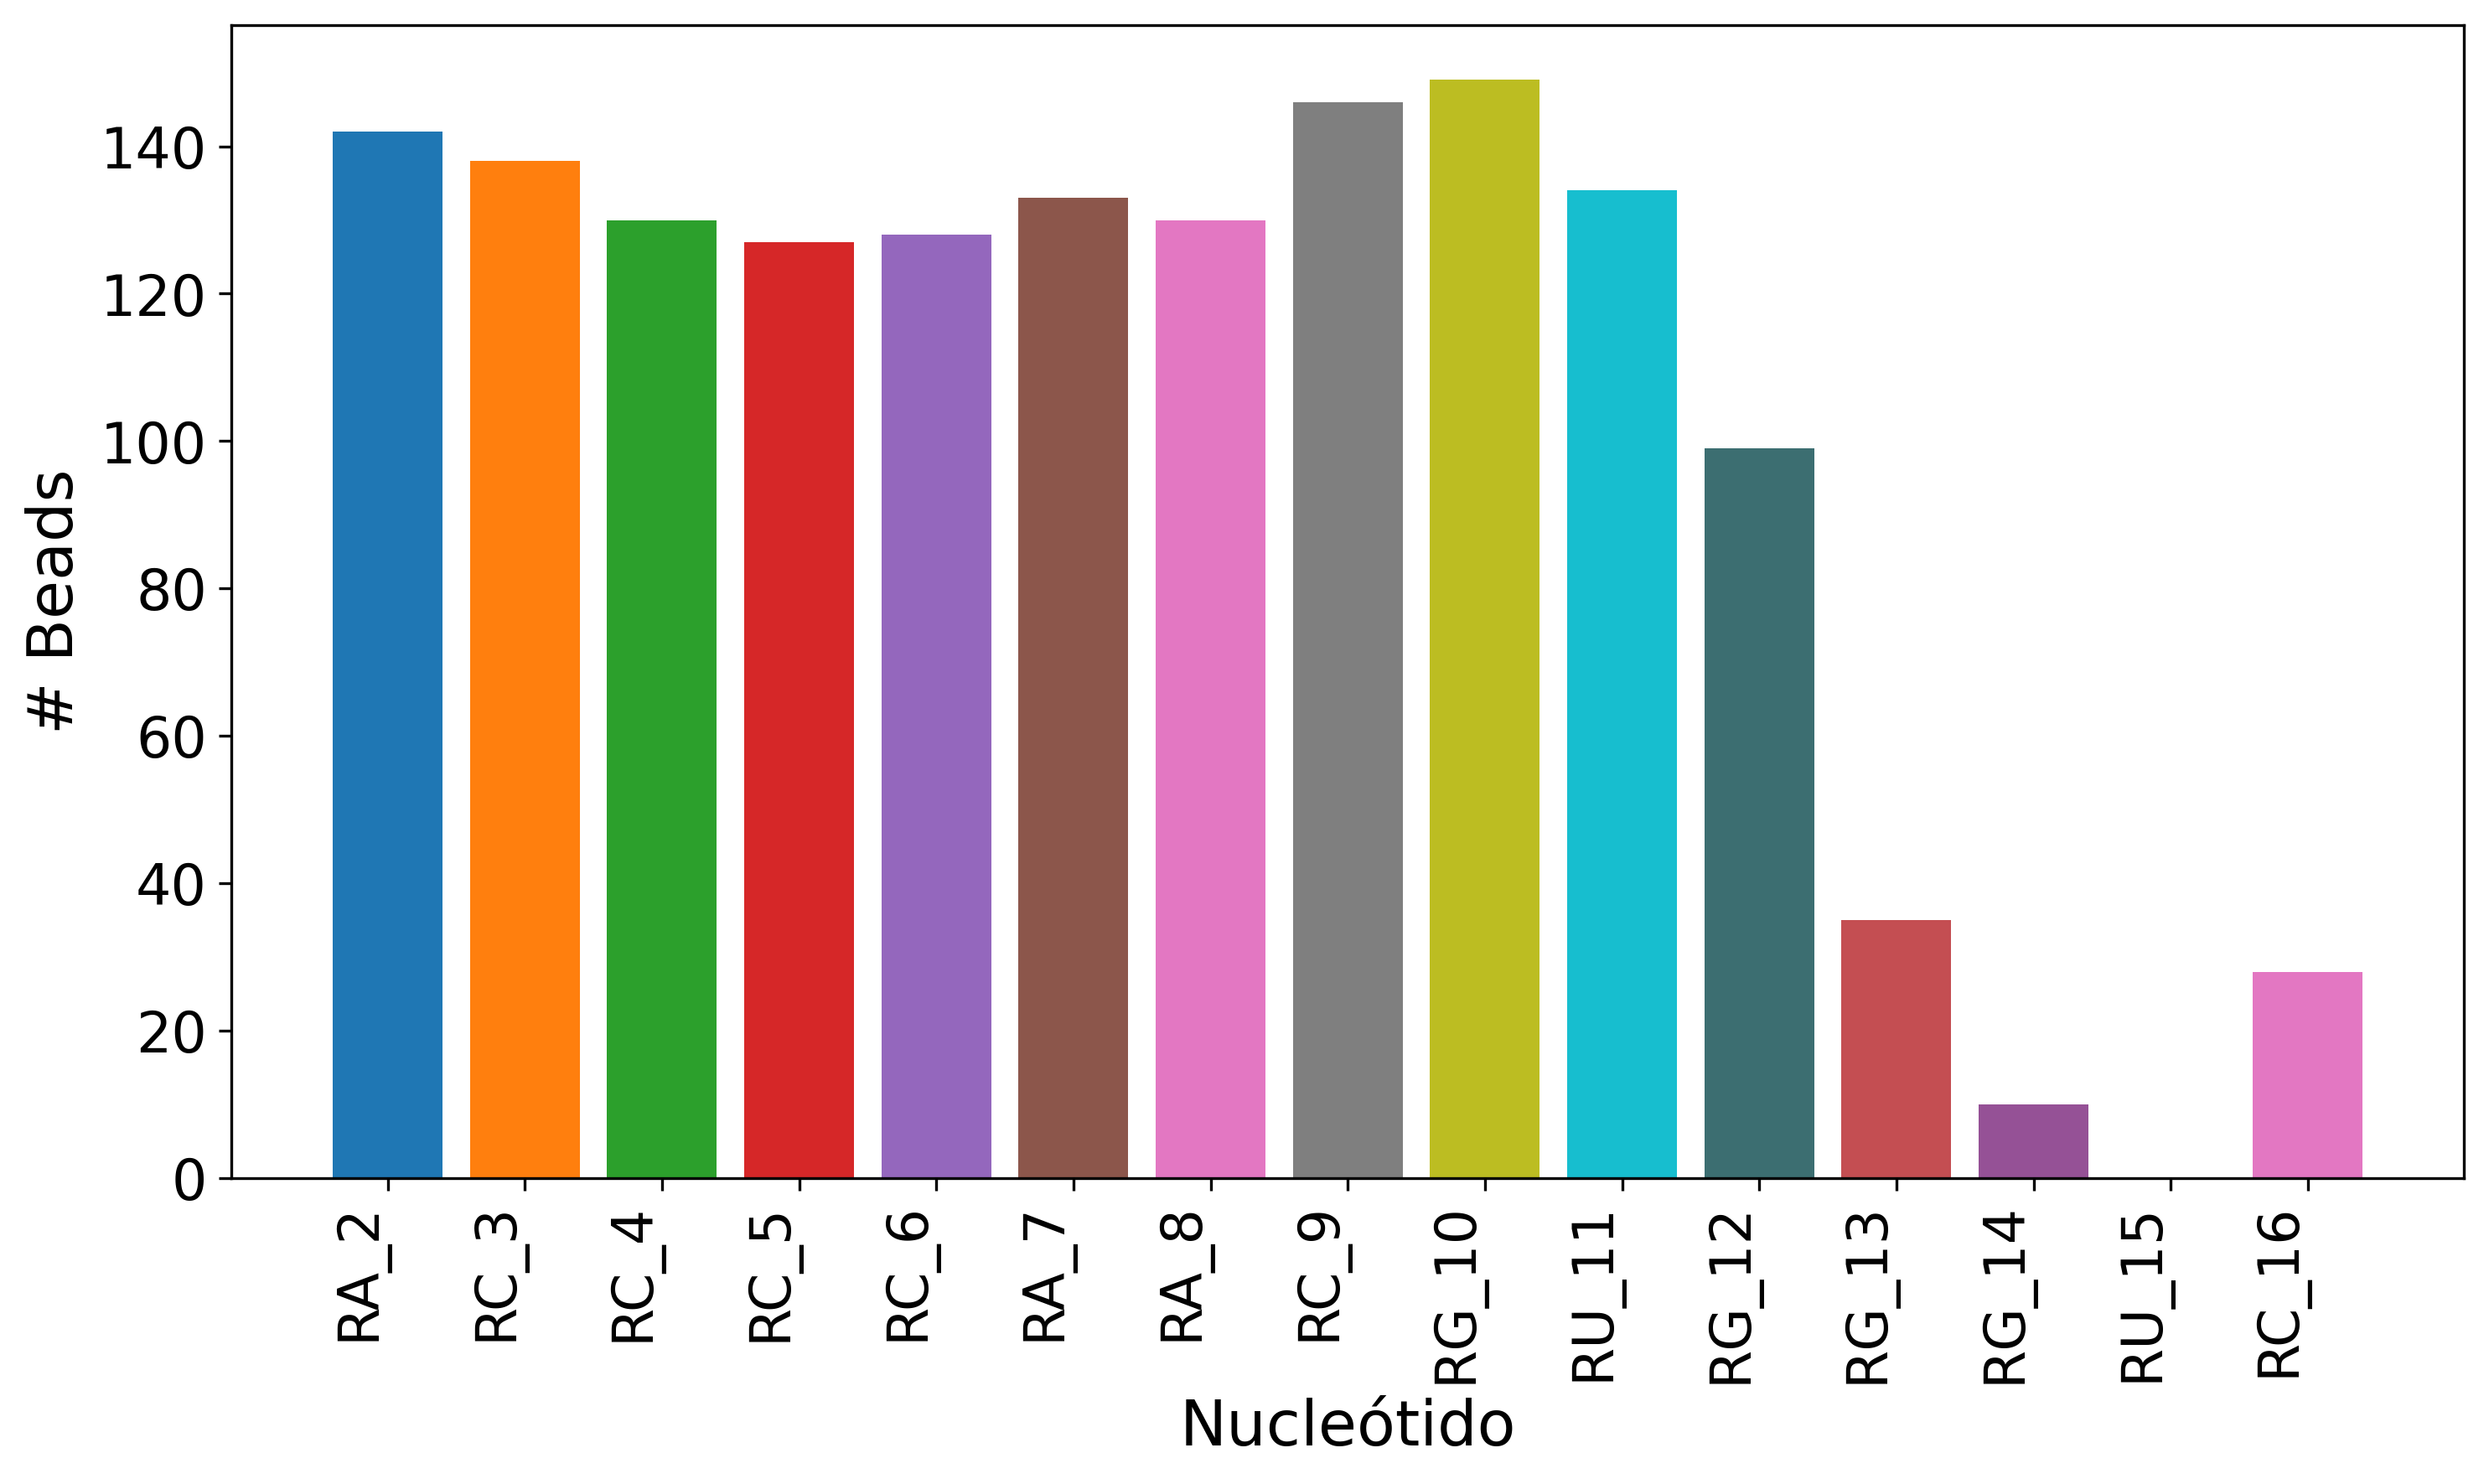 # Beads
140
120
100
80
60
40
20
0
RA_2
RC_3
RC_4
RC_5
RC_6
RA_7
RA_8
RC_9
RG_10
RU_11
RG_12
RG_13
RG_14
RU_15
RC_16
Nucleótido